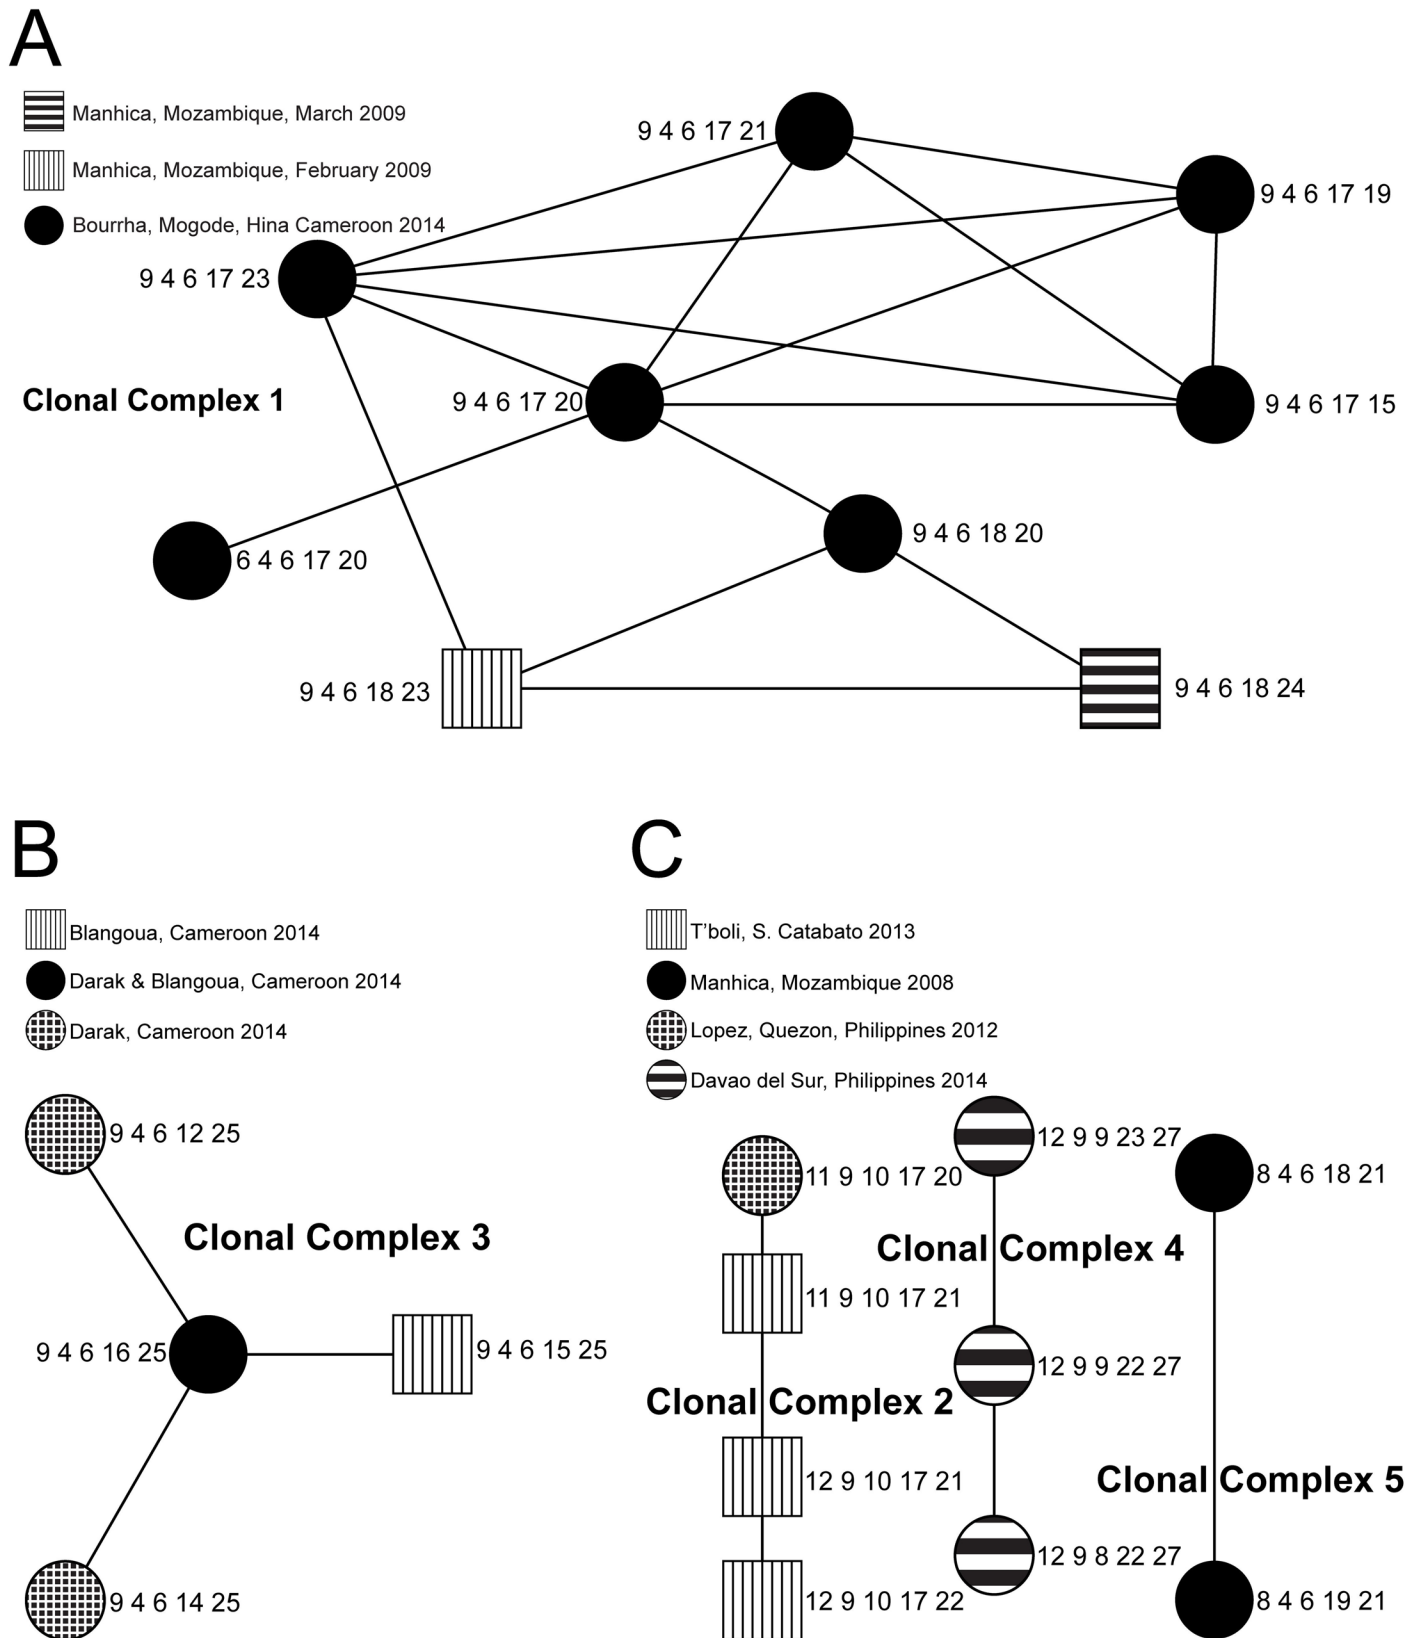 A
Manhica, Mozambique, March 2009
Manhica, Mozambique, February 2009
Bourrha, Mogode, Hina Cameroon 2014
9 4 6 17 21
9 4 6 17 19
9 4 6 17 23
Clonal Complex 1
9 4 6 17 20
9 4 6 17 15
6 4 6 17 20
9 4 6 18 20
9 4 6 18 23
9 4 6 18 24
B
Blangoua, Cameroon 2014
Darak & Blangoua, Cameroon 2014
Darak, Cameroon 2014
9 4 6 12 25
Clonal Complex 3
9 4 6 16 25
9 4 6 15 25
9 4 6 14 25
C
T'boli, S. Catabato 2013
Manhica, Mozambique 2008
Lopez, Quezon, Philippines 2012
Davao del Sur, Philippines 2014
11 9 10 17 20
11 9 10 17 21
Clonal Complex 2
12 9 10 17 21
12 9 10 17 22
12 9 9 23 27
Clonal Complex 4
12 9 9 22 27
12 9 8 22 27
8 4 6 18 21
Clonal Complex 5
8 4 6 19 21